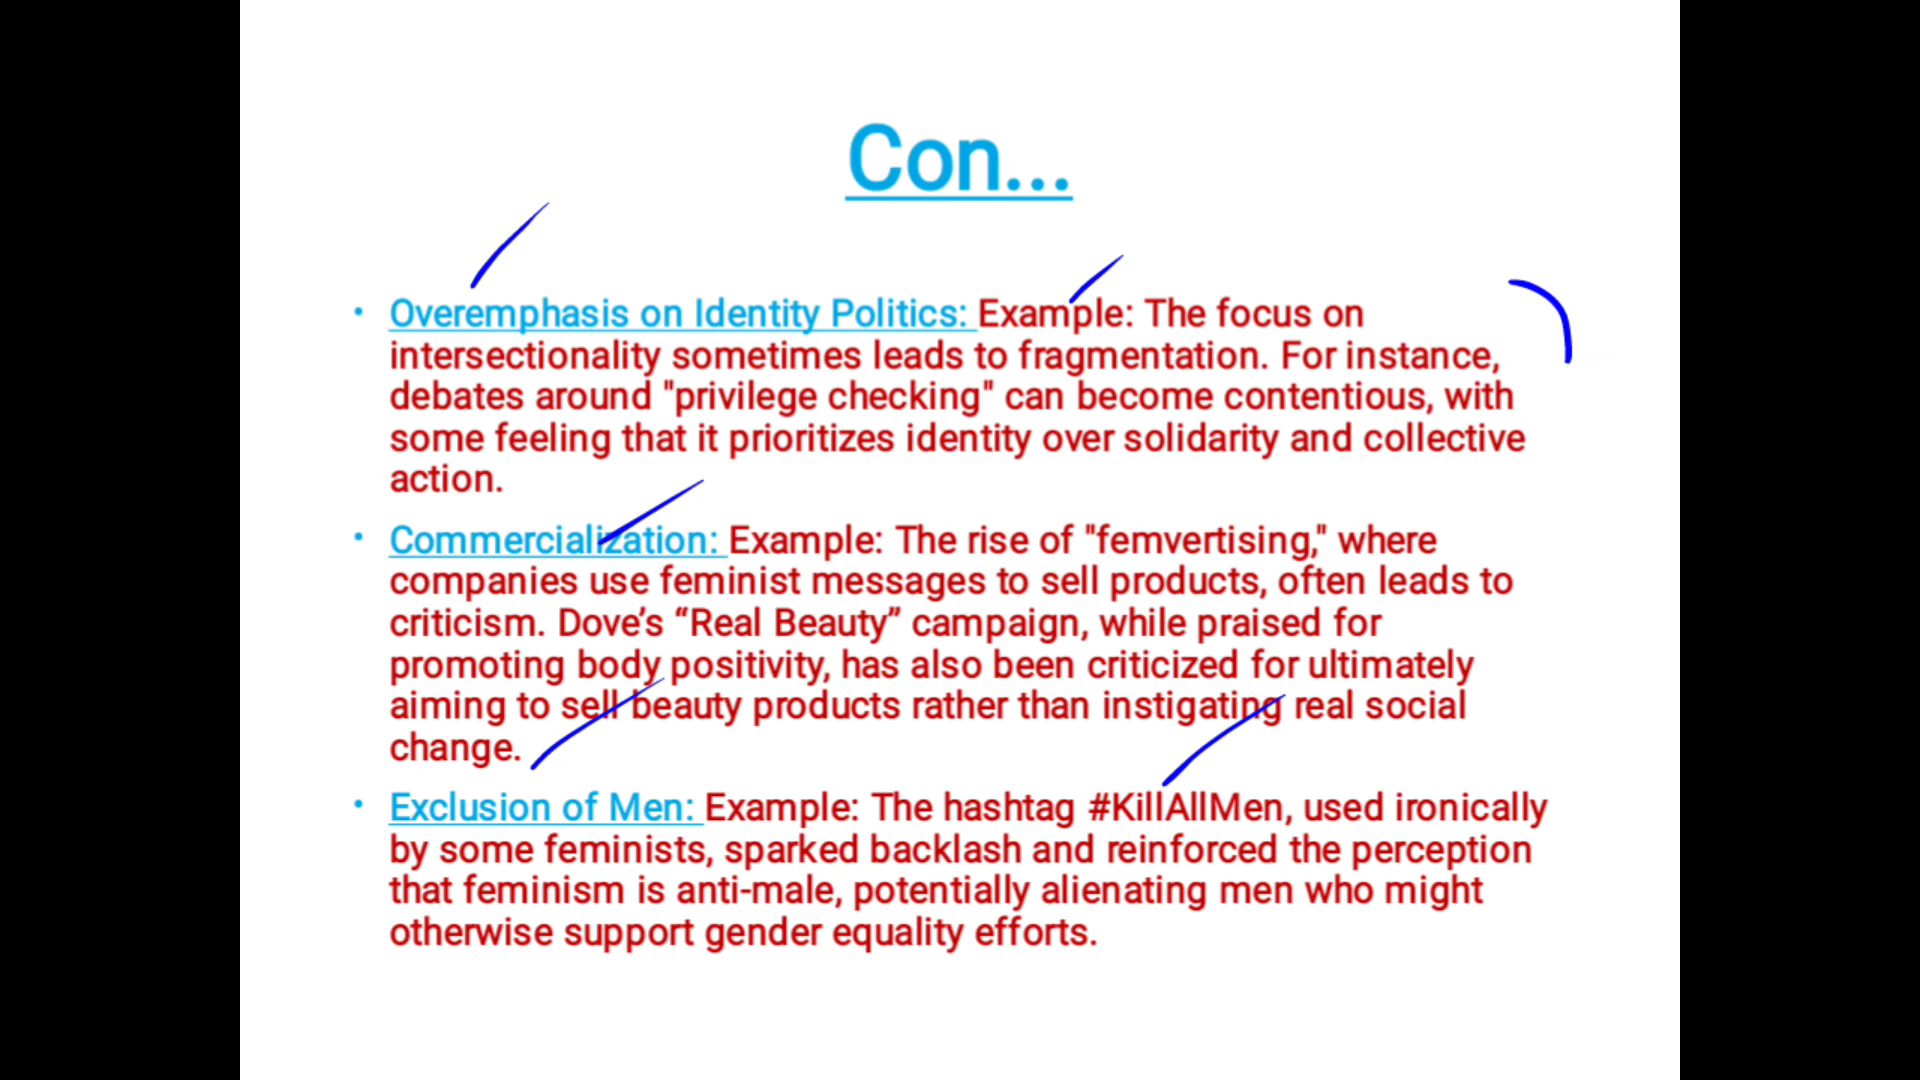 Con...
• Overemphasis on Identity Politics: Example: The focus on
intersectionality sometimes leads to fragmentation. For instance,
debates around "privilege checking" can become contentious, with
some feeling that it prioritizes identity over solidarity and collective
action.
• Commercialization: Example: The rise of "femvertising," where
companies use feminist messages to sell products, often leads to
criticism. Dove’s “Real Beauty” campaign, while praised for
promoting body positivity, has also been criticized for ultimately
aiming to sell beauty products rather than instigating real social
change.
• Exclusion of Men: Example: The hashtag #KillAllMen, used ironically
by some feminists, sparked backlash and reinforced the perception
that feminism is anti-male, potentially alienating men who might
otherwise support gender equality efforts.